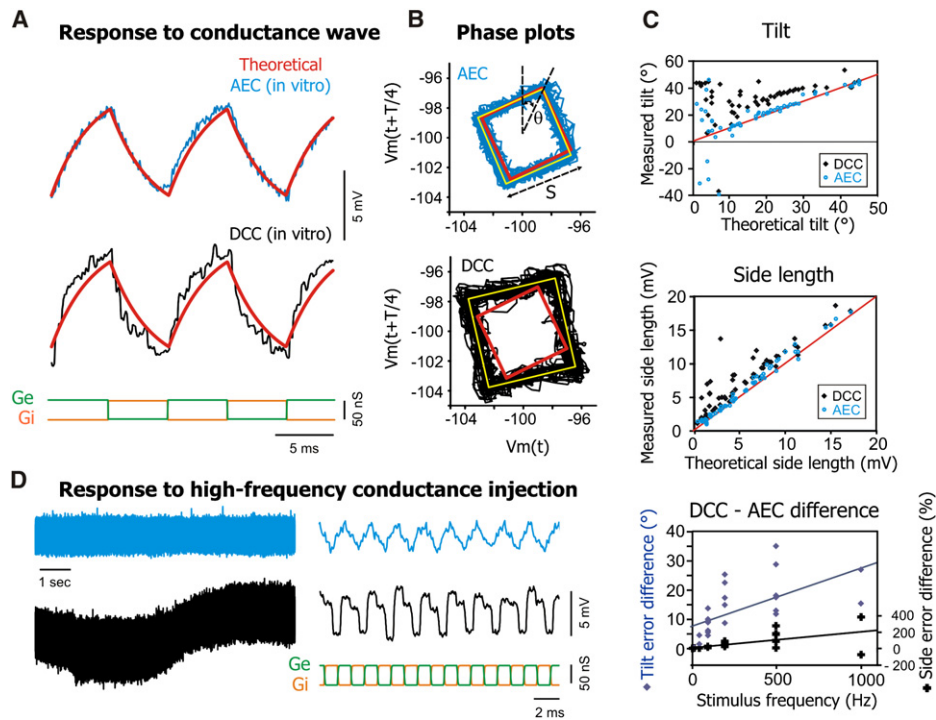 A
Response to conductance wave
Theoretical
AEC (in vitro)
5 mV
DCC (in vitro)
Ge
Gi
50 nS
5 ms
B
Phase plots
AEC
θ
S
Vm(t+T/4)
-96
-98
-100
-102
-104
-104 -100 -96
DCC
Vm(t+T/4)
-96
-98
-100
-102
-104
-104 -100 -96
Vm(t)
C
Tilt
Measured tilt (°)
60
40
20
0
-20
-40
DCC
AEC
0 10 20 30 40 50
Theoretical tilt (°)
Side length
Measured side length (mV)
20
15
10
5
0
DCC
AEC
0 5 10 15 20
Theoretical side length (mV)
DCC - AEC difference
Tilt error difference (°)
40
35
30
20
10
0
400
200
0
- 200
Side error difference (%)
0 500 1000
Stimulus frequency (Hz)
D
Response to high-frequency conductance injection
1 sec
5 mV
Ge
Gi
50 nS
2 ms